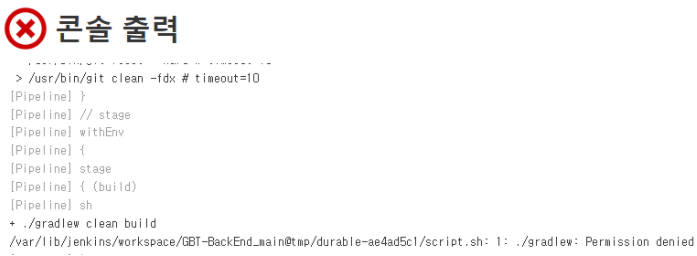 콘솔 출력
> /usr/bin/git clean -fdx # timeout=10
[Pipeline] }
[Pipeline] // stage
[Pipeline] withEnv
[Pipeline] {
[Pipeline] stage
[Pipeline] { (build)
[Pipeline] sh
+ ./gradlew clean build
/var/lib/jenkins/workspace/GBT-BackEnd_main@tmp/durable-ae4ad5c1/script.sh: 1: ./gradlew: Permission denied